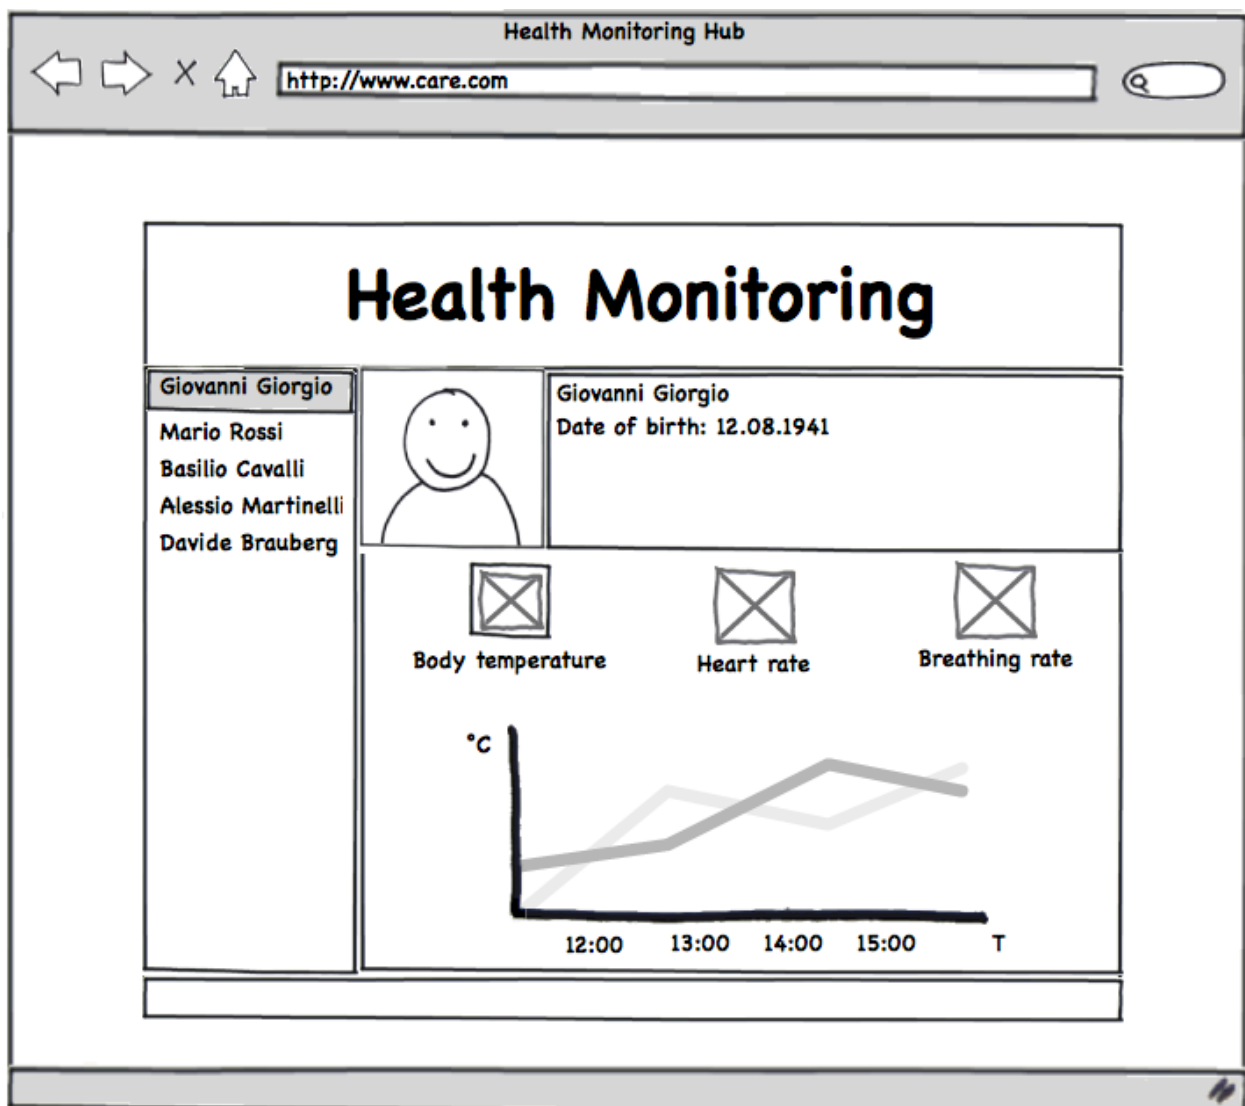 Health Monitoring Hub
http://www.care.com
Health Monitoring
Giovanni Giorgio
Mario Rossi
Basilio Cavalli
Alessio Martinelli
Davide Brauberg
Giovanni Giorgio
Date of birth: 12.08.1941
Body temperature
Heart rate
Breathing rate
°C
12:00 13:00 14:00 15:00 T